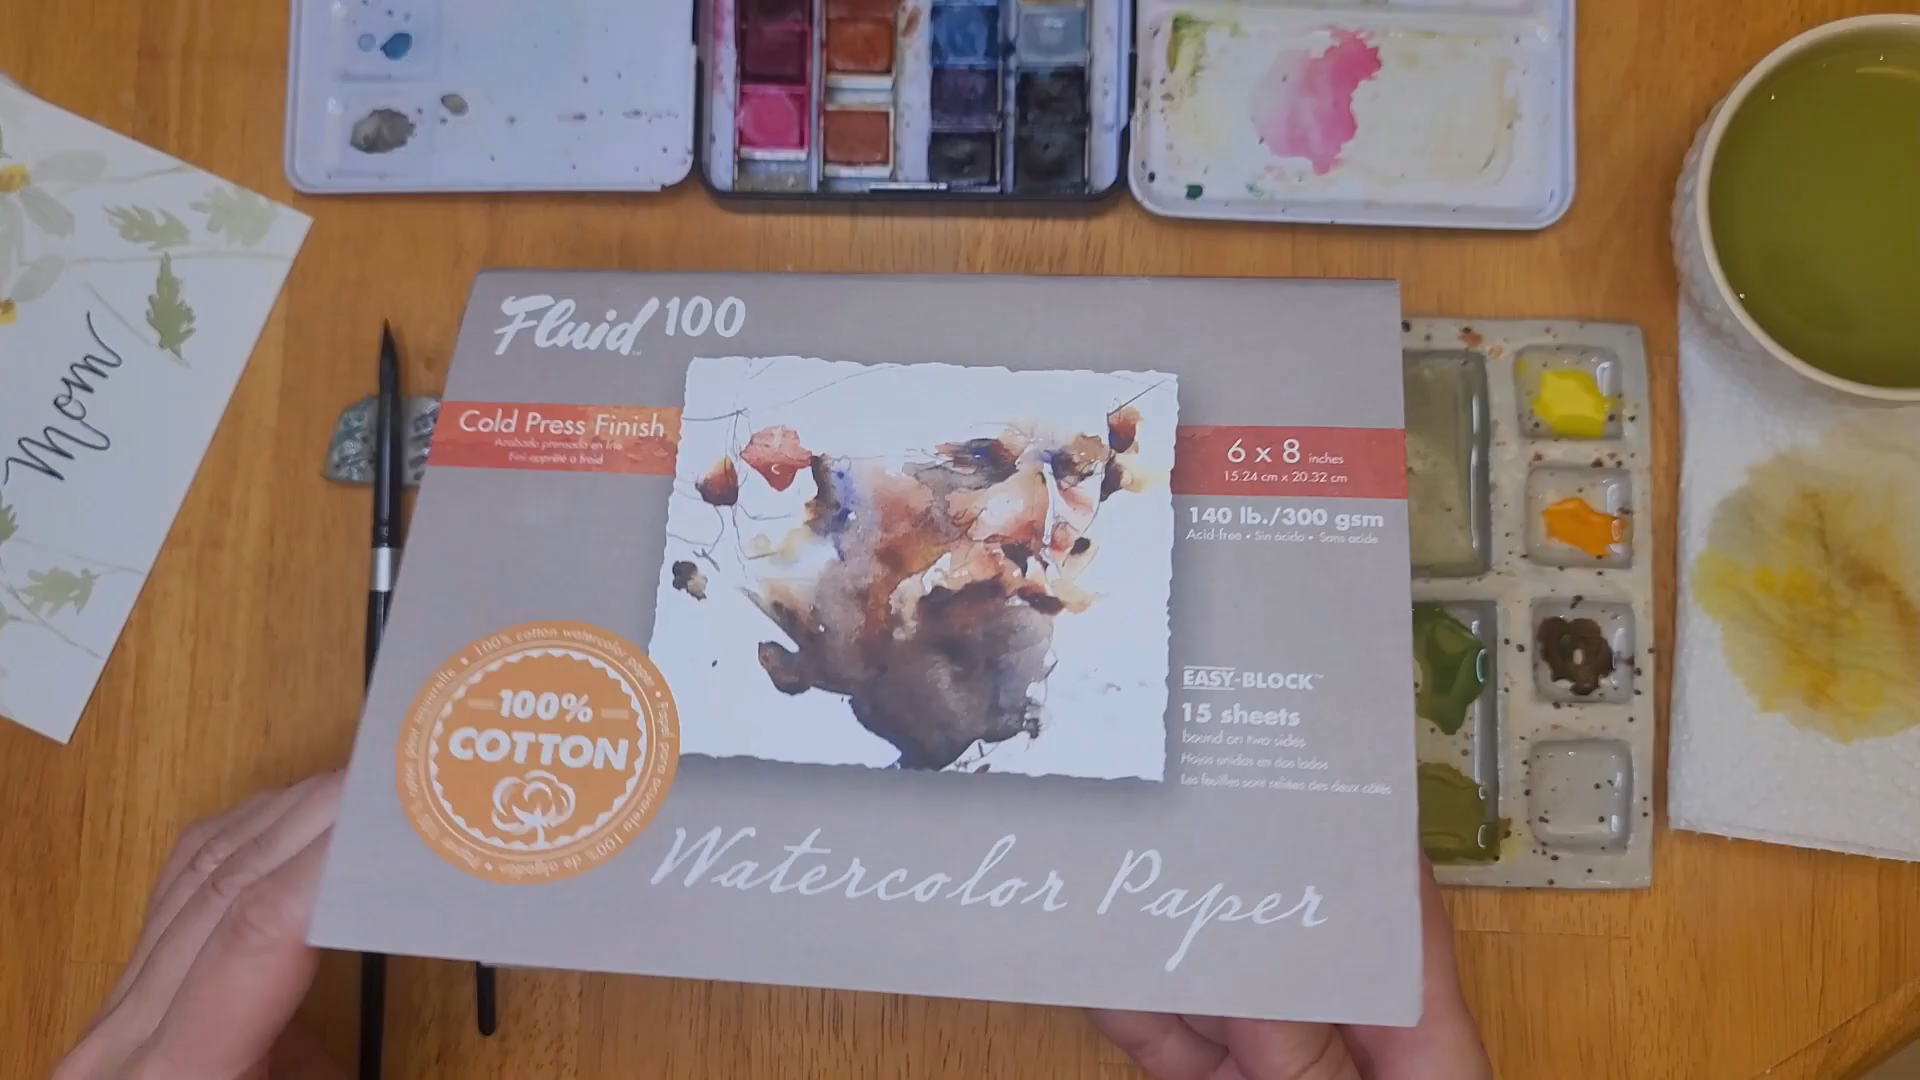 Fluid™ 100
Cold Press Finish
Acabado prensado en frío
Fini apprêté à froid
6 x 8 inches
15.24 cm x 20.32 cm
140 lb./300 gsm
Acid-free • Sin ácido • Sans acide
Mom
EASY-BLOCK™
15 sheets
bound on two sides
Hojas unidas en dos lados
Les feuilles sont reliées des deux côtés
100% cotton watercolor paper
100%
COTTON
Watercolor Paper